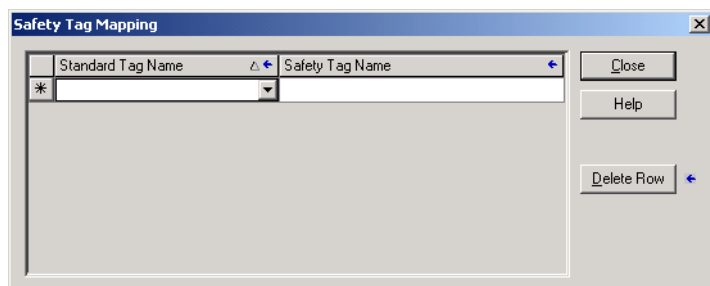 Safety Tag Mapping
Standard Tag Name
Safety Tag Name
Close
Help
Delete Row